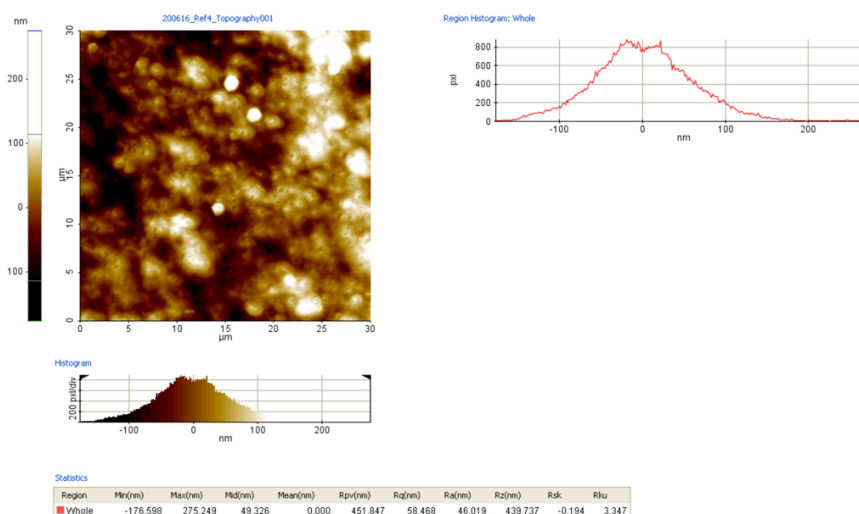 200616_Ref4_Topography001
nm
200
100
0
100
30
25
20
15
10
5
0
µm
0 5 10 15 20 25 30
µm
Region Histogram: Whole
800
600
400
200
0
pxl
-100 0 100 200
nm
Histogram
200 pxl/div
-100 0 100 200
nm
Statistics
Region Min(nm) Max(nm) Mid(nm) Mean(nm) Rpv(nm) Rq(nm) Ra(nm) Rz(nm) Rsk Rku
Whole -176.598 275.249 49.326 0.000 451.847 58.468 46.019 439.737 -0.194 3.347